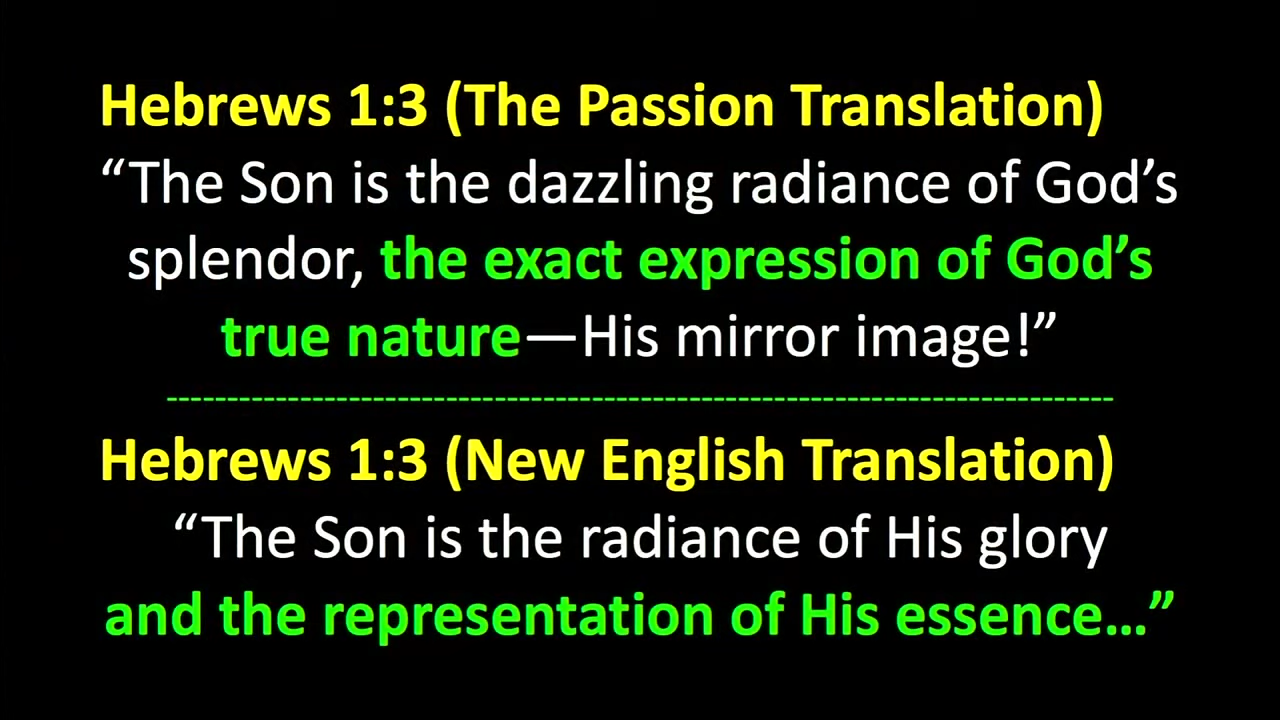 Hebrews 1:3 (The Passion Translation)
“The Son is the dazzling radiance of God’s
splendor, the exact expression of God’s
true nature—His mirror image!”
-------------------------------------------------------------------------------
Hebrews 1:3 (New English Translation)
“The Son is the radiance of His glory
and the representation of His essence…”